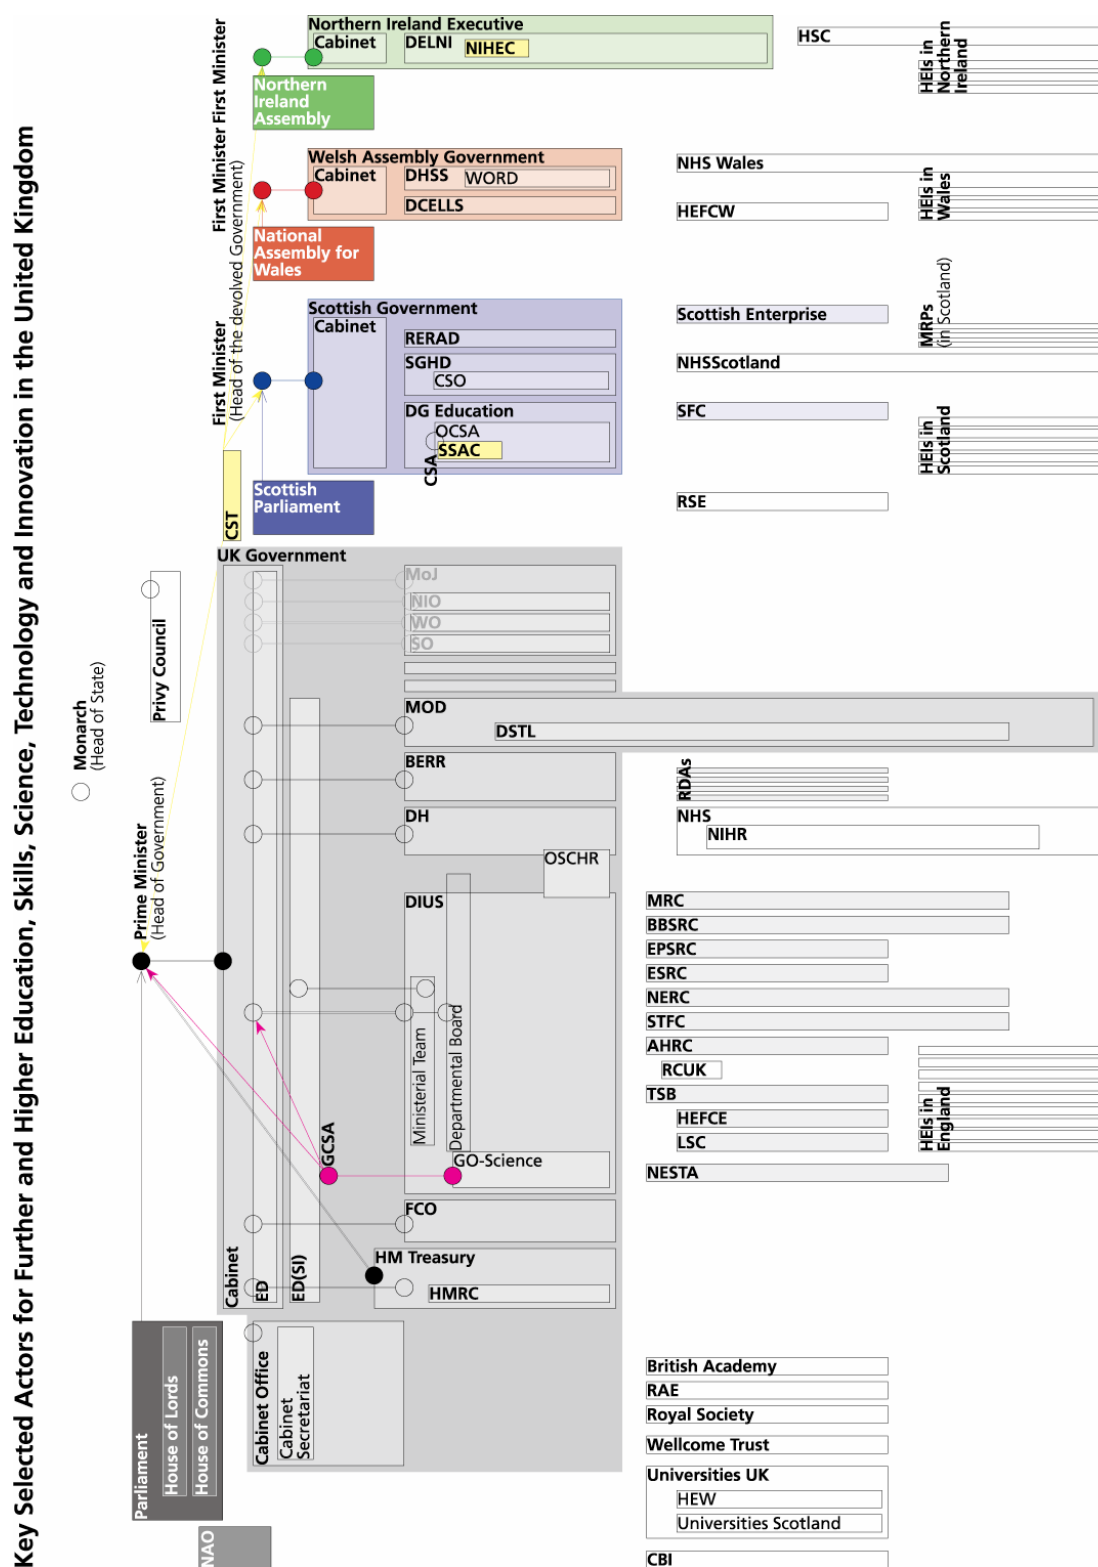 Key Selected Actors for Further and Higher Education, Skills, Science, Technology and Innovation in the United Kingdom
Northern Ireland Executive
Cabinet
DELNI
NIHEC
HSC
HEIs in
Northern
Ireland
First Minister
Northern
Ireland
Assembly
Welsh Assembly Government
Cabinet
DHSS
WORD
DCELLS
NHS Wales
HEFCW
HEIs in
Wales
First Minister
National
Assembly for
Wales
Scottish Government
Cabinet
RERAD
SGHD
CSO
DG Education
OCSA
SSAC
CSA
Scottish Enterprise
MRPs
(in Scotland)
NHSScotland
SFC
HEIs in
Scotland
RSE
First Minister
(Head of the devolved Government)
Scottish
Parliament
CST
UK Government
MoJ
NIO
WO
SO
Privy Council
Monarch
(Head of State)
MOD
DSTL
BERR
RDAs
DH
NHS
NIHR
OSCHR
Prime Minister
(Head of Government)
DIUS
MRC
BBSRC
EPSRC
ESRC
NERC
STFC
AHRC
RCUK
TSB
HEFCE
LSC
NESTA
HEIs in
England
Ministerial Team
Departmental Board
GCSA
GO-Science
FCO
HM Treasury
HMRC
Cabinet
ED
ED(SI)
Cabinet Office
Cabinet
Secretariat
Parliament
House of Lords
House of Commons
NAO
British Academy
RAE
Royal Society
Wellcome Trust
Universities UK
HEW
Universities Scotland
CBI